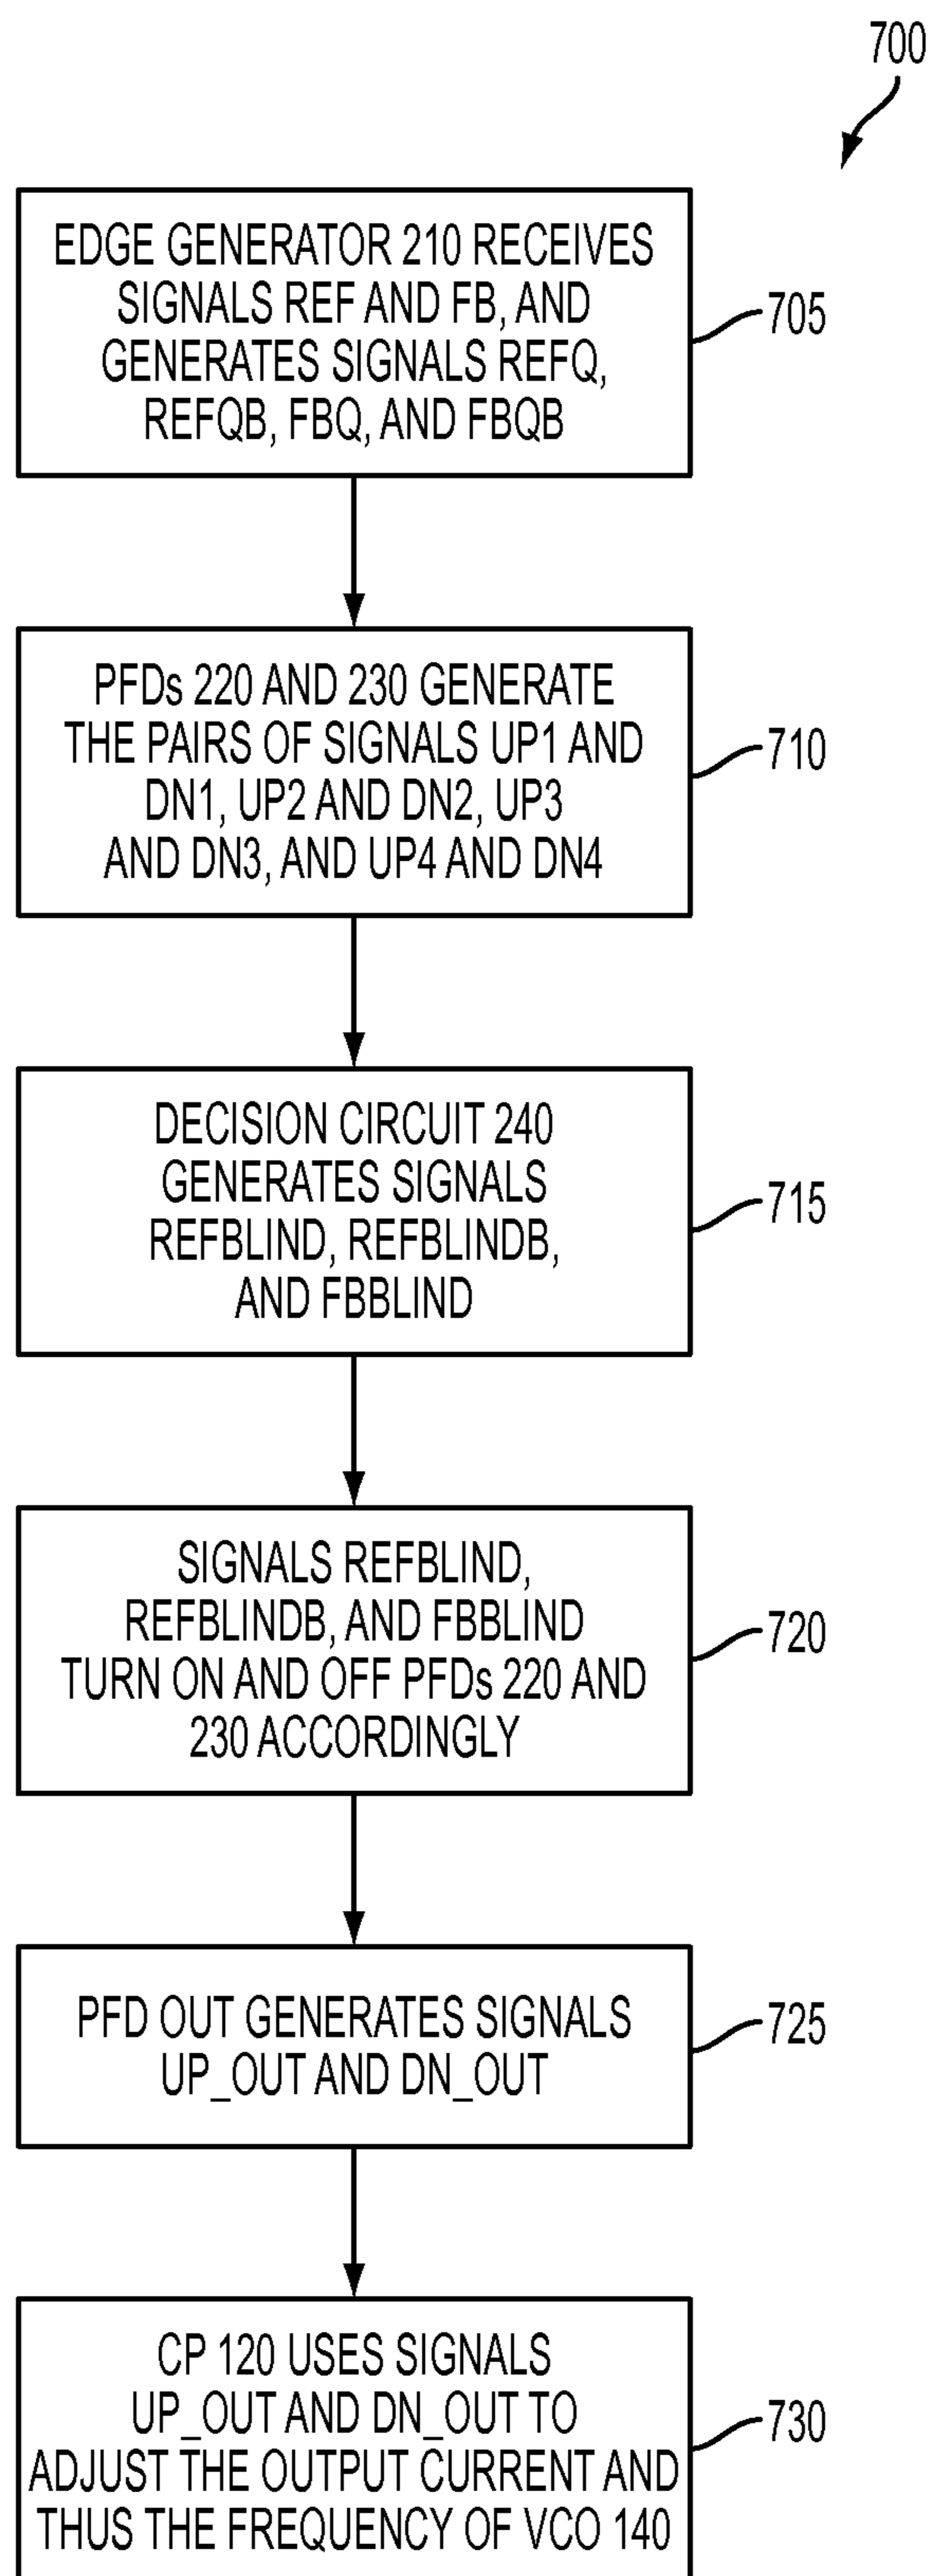 700
EDGE GENERATOR 210 RECEIVES
SIGNALS REF AND FB, AND
GENERATES SIGNALS REFQ,
REFQB, FBQ, AND FBQB
705
PFDs 220 AND 230 GENERATE
THE PAIRS OF SIGNALS UP1 AND
DN1, UP2 AND DN2, UP3
AND DN3, AND UP4 AND DN4
710
DECISION CIRCUIT 240
GENERATES SIGNALS
REFBLIND, REFBLINDB,
AND FBBLIND
715
SIGNALS REFBLIND,
REFBLINDB, AND FBBLIND
TURN ON AND OFF PFDs 220 AND
230 ACCORDINGLY
720
PFD OUT GENERATES SIGNALS
UP_OUT AND DN_OUT
725
CP 120 USES SIGNALS
UP_OUT AND DN_OUT TO
ADJUST THE OUTPUT CURRENT AND
THUS THE FREQUENCY OF VCO 140
730